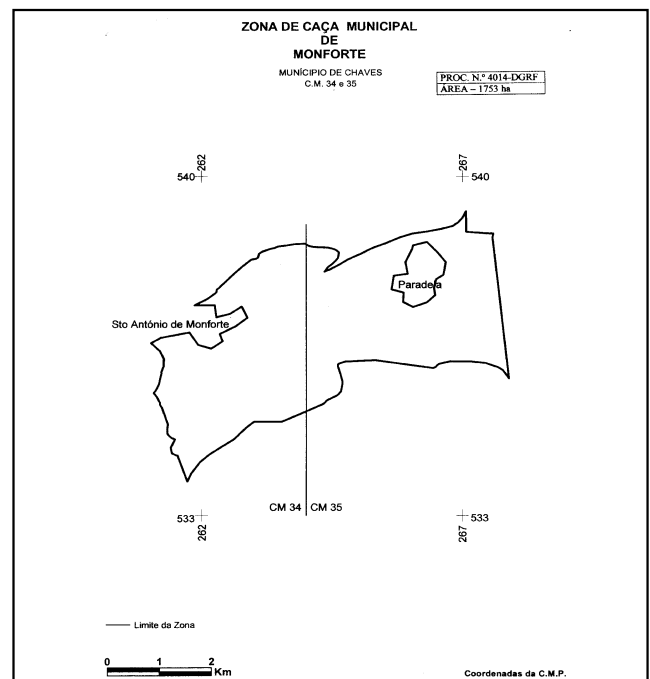 ZONA DE CAÇA MUNICIPAL
DE
MONFORTE
MUNÍCIPIO DE CHAVES
C.M. 34 e 35
PROC. N.º 4014-DGRF
ÁREA – 1753 ha
262
540
267
540
Paradela
Sto António de Monforte
CM 34
CM 35
533
262
267
533
Limite da Zona
0 1 2
Km
Coordenadas da C.M.P.